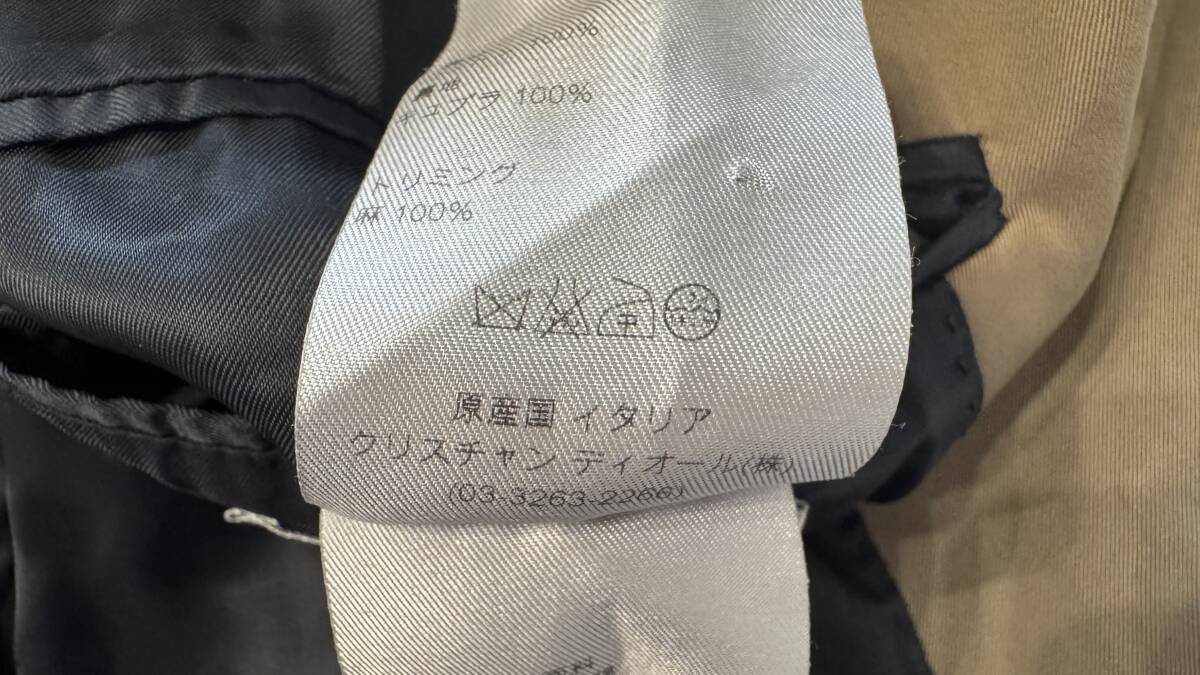 キュプラ 100%
トリミング
麻 100%
原産国 イタリア
クリスチャン ディオール(株)
(03-3263-2266)